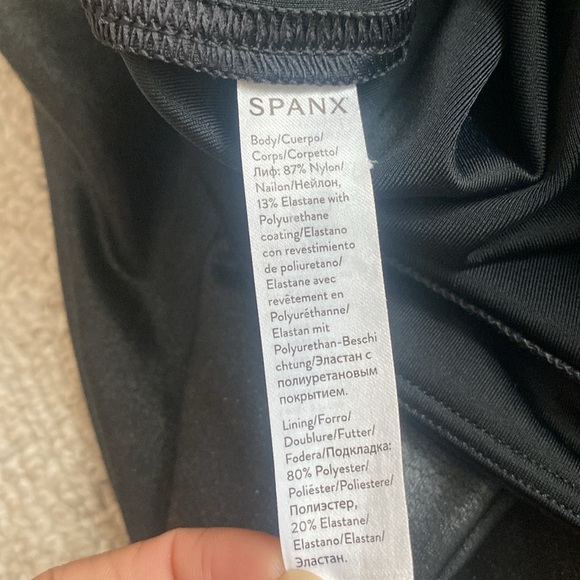 SPANX
Body/Cuerpo/
Corps/Corpetto/
Лиф: 87% Nylon/
Nailon/Нейлон,
13% Elastane with
Polyurethane
coating/Elastano
con revestimiento
de poliuretano/
Elastane avec
revêtement en
Polyuréthanne/
Elastan mit
Polyurethan-Beschi
chtung/Эластан с
полиуретановым
покрытием.
Lining/Forro/
Doublure/Futter/
Fodera/Подкладка:
80% Polyester/
Poliéster/Poliestere/
Полиэстер,
20% Elastane/
Elastano/Elastan/
Эластан.